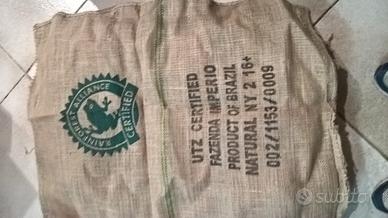 RAINFOREST ALLIANCE
CERTIFIED
UTZ CERTIFIED
FAZENDA IMPERIO
PRODUCT OF BRAZIL
NATURAL NY 2 16+
002/1153/0009
subito